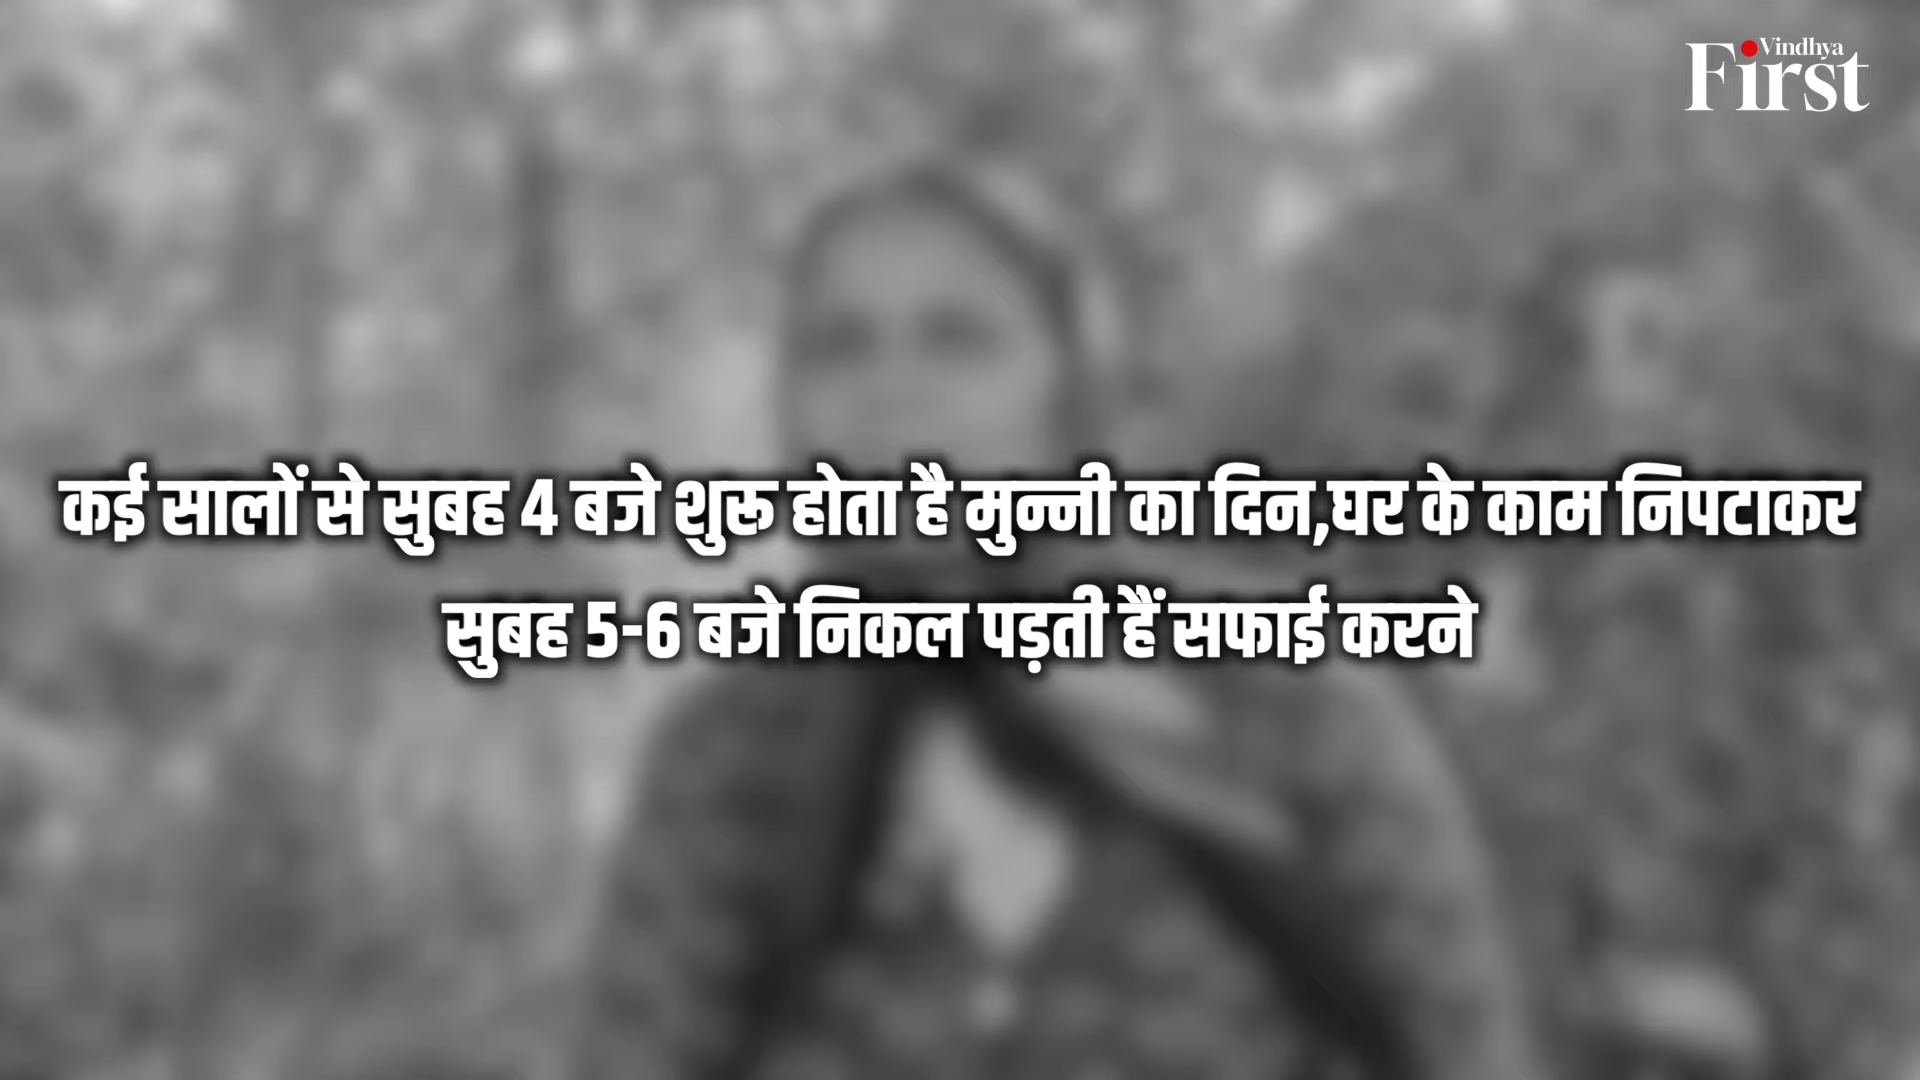 Vindhya
First
कई सालों से सुबह 4 बजे शुरू होता है मुन्नी का दिन,घर के काम निपटाकर
सुबह 5-6 बजे निकल पड़ती हैं सफाई करने